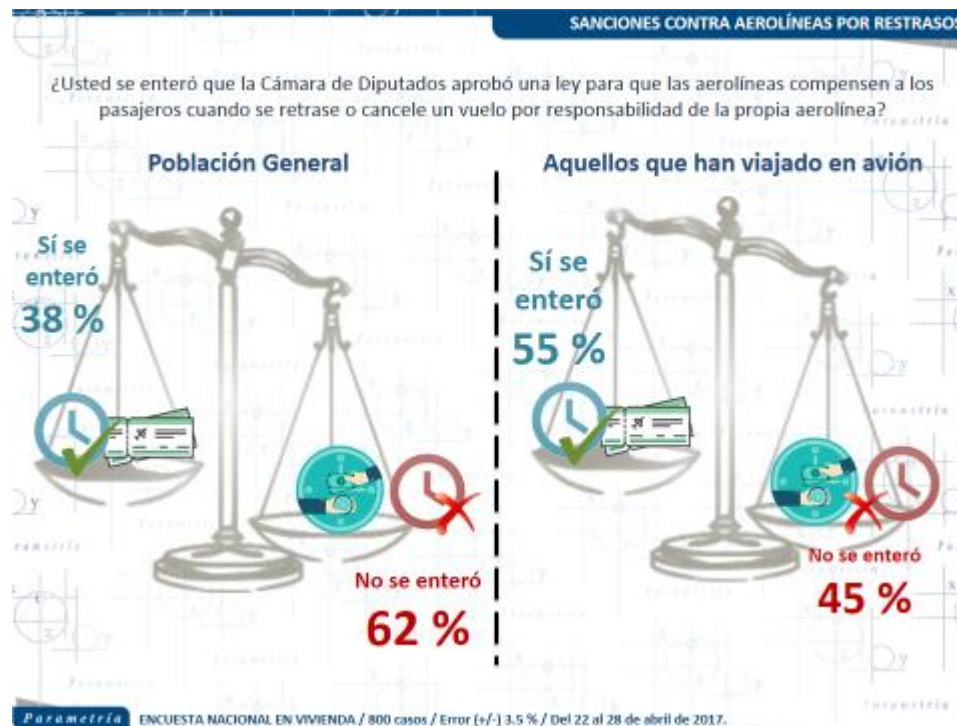 SANCIONES CONTRA AEROLÍNEAS POR RESTRASOS
¿Usted se enteró que la Cámara de Diputados aprobó una ley para que las aerolíneas compensen a los
pasajeros cuando se retrase o cancele un vuelo por responsabilidad de la propia aerolínea?
Población General
Sí se
enteró
38 %
No se enteró
62 %
Aquellos que han viajado en avión
Sí se
enteró
55 %
No se enteró
45 %
Parametría ENCUESTA NACIONAL EN VIVIENDA / 800 casos / Error (+/-) 3.5 % / Del 22 al 28 de abril de 2017.